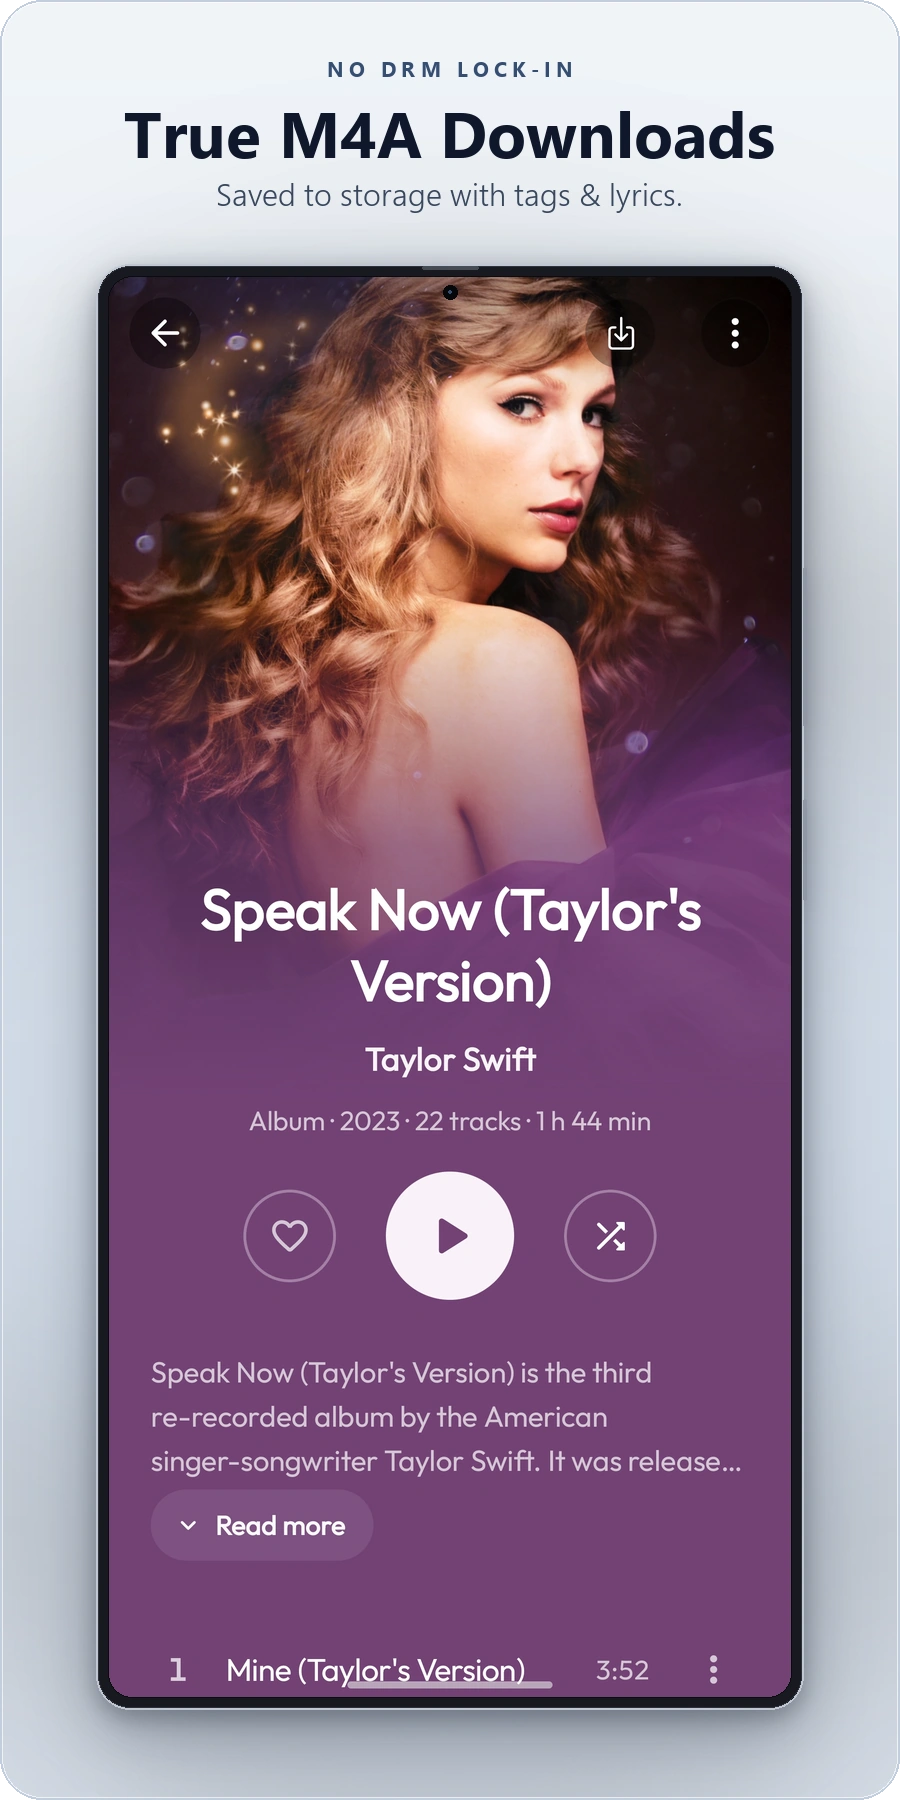 NO DRM LOCK-IN
True M4A Downloads
Saved to storage with tags & lyrics.
Speak Now (Taylor's
Version)
Taylor Swift
Album · 2023 · 22 tracks · 1 h 44 min
Speak Now (Taylor's Version) is the third
re-recorded album by the American
singer-songwriter Taylor Swift. It was release...
Read more
1 Mine (Taylor's Version) 3:52